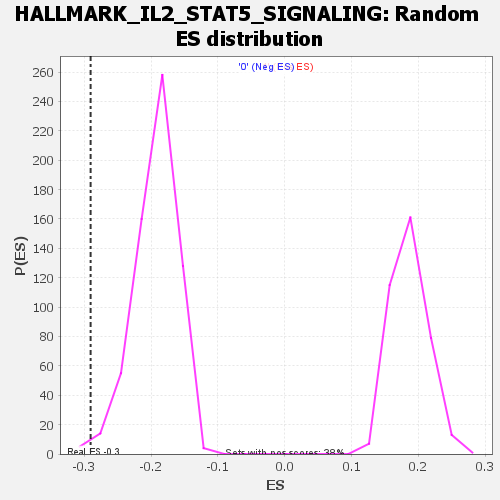 HALLMARK_IL2_STAT5_SIGNALING: Random
ES distribution
'0' (Neg ES) ES)
P(ES)
260
240
220
200
180
160
140
120
100
80
60
40
20
0
Real ES -0.3
Sets with pos scores: 38%
-0.3 -0.2 -0.1 0.0 0.1 0.2 0.3
ES